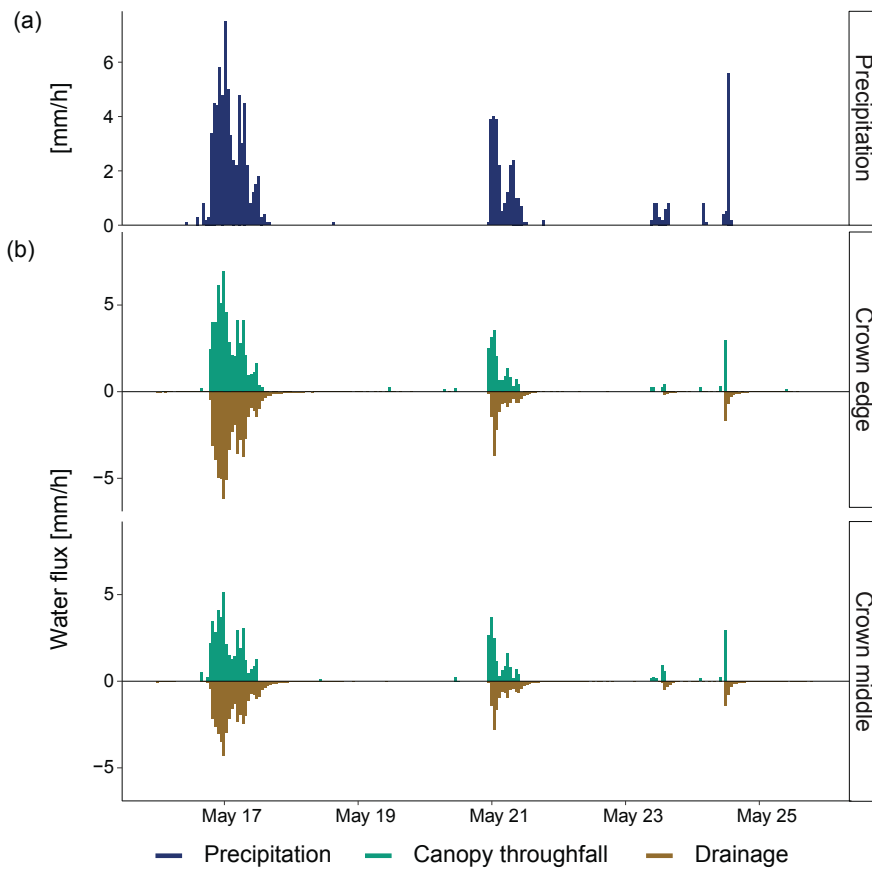 (a)
6
4
2
0
[mm/h]
Precipitation
(b)
5
0
−5
Crown edge
Water flux [mm/h]
5
0
−5
Crown middle
May 17 May 19 May 21 May 23 May 25
Precipitation Canopy throughfall Drainage